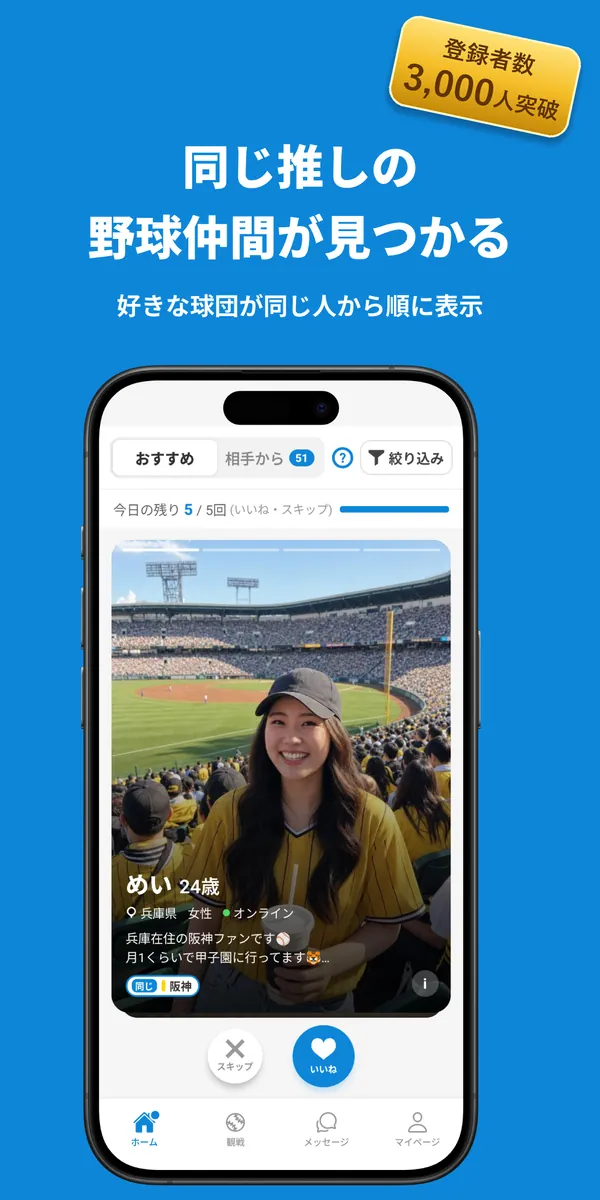 登録者数
3,000人突破
同じ推しの
野球仲間が見つかる
好きな球団が同じ人から順に表示
おすすめ 相手から 51 ? 絞り込み
今日の残り 5 / 5回 (いいね・スキップ)
めい 24歳
兵庫県 女性 オンライン
兵庫在住の阪神ファンです⚾
月1くらいで甲子園に行ってます🐯...
同じ 阪神
i
スキップ いいね
ホーム 観戦 メッセージ マイページ